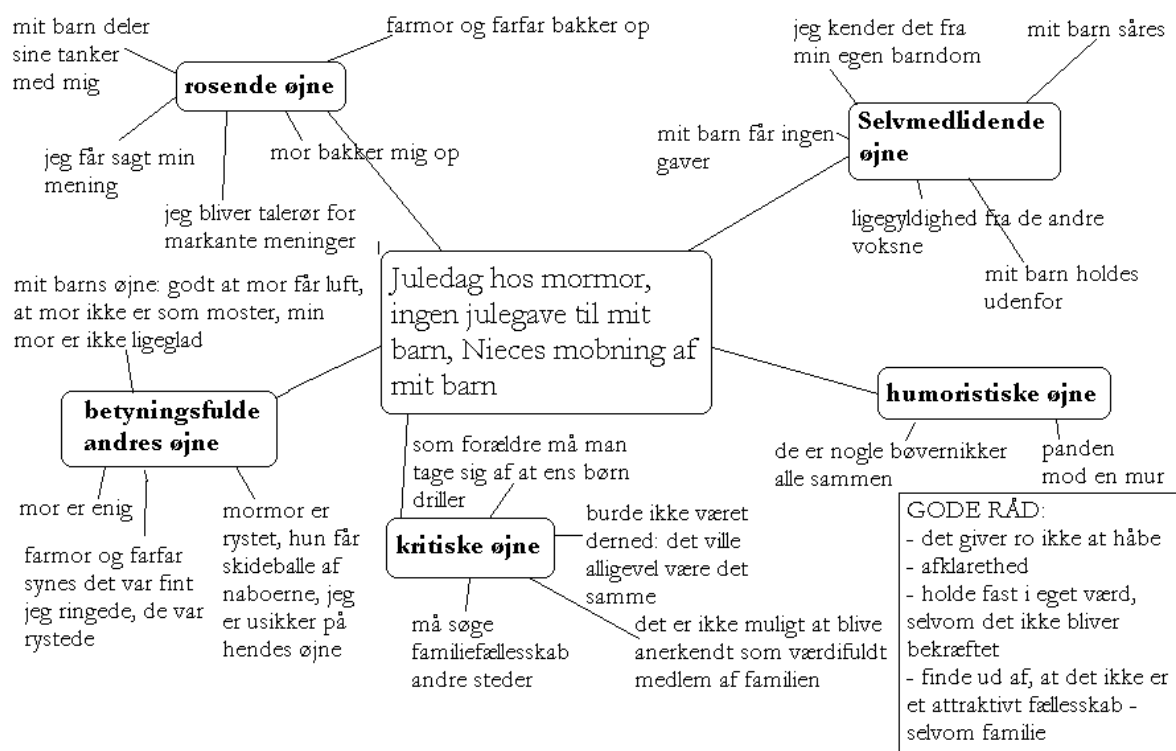 mit barn deler
sine tanker
med mig
farmor og farfar bakker op
rosende øjne
jeg får sagt min
mening
mor bakker mig op
jeg bliver talerør for
markante meninger
jeg kender det fra
min egen barndom
mit barn såres
Selvmedlidende
øjne
mit barn får ingen
gaver
ligegyldighed fra de andre
voksne
mit barn holdes
udenfor
Juledag hos mormor,
ingen julegave til mit
barn, Nieces mobning af
mit barn
mit barns øjne: godt at mor får luft,
at mor ikke er som moster, min
mor er ikke ligeglad
betyningsfulde
andres øjne
mor er enig
farmor og farfar
synes det var fint
jeg ringede, de var
rystede
mormor er
rystet, hun får
skideballe af
naboerne, jeg
er usikker på
hendes øjne
som forældre må man
tage sig af at ens børn
driller
kritiske øjne
burde ikke været
derned: det ville
alligevel være det
samme
må søge
familiefællesskab
andre steder
det er ikke muligt at blive
anerkendt som værdifuldt
medlem af familien
humoristiske øjne
de er nogle bøvernikker
alle sammen
panden
mod en mur
GODE RÅD:
- det giver ro ikke at håbe
- afklarethed
- holde fast i eget værd,
selvom det ikke bliver
bekræftet
- finde ud af, at det ikke er
et attraktivt fællesskab -
selvom familie